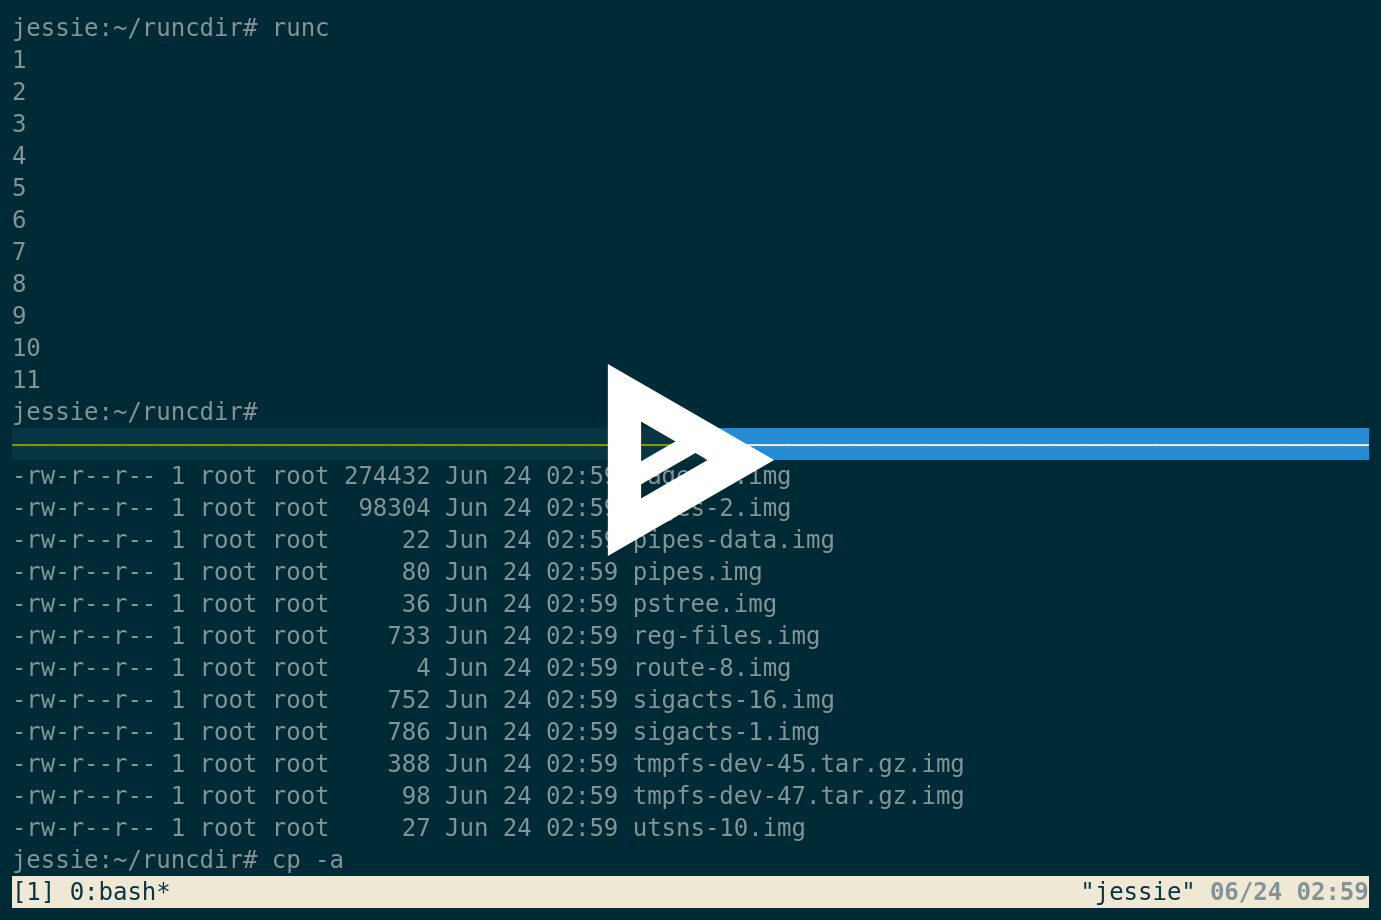 jessie:~/runcdir# runc
1
2
3
4
5
6
7
8
9
10
11
jessie:~/runcdir#
-rw-r--r-- 1 root root 274432 Jun 24 02:59
-rw-r--r-- 1 root root  98304 Jun 24 02:59
-rw-r--r-- 1 root root     22 Jun 24 02:59 pipes-data.img
-rw-r--r-- 1 root root     80 Jun 24 02:59 pipes.img
-rw-r--r-- 1 root root     36 Jun 24 02:59 pstree.img
-rw-r--r-- 1 root root    733 Jun 24 02:59 reg-files.img
-rw-r--r-- 1 root root      4 Jun 24 02:59 route-8.img
-rw-r--r-- 1 root root    752 Jun 24 02:59 sigacts-16.img
-rw-r--r-- 1 root root    786 Jun 24 02:59 sigacts-1.img
-rw-r--r-- 1 root root    388 Jun 24 02:59 tmpfs-dev-45.tar.gz.img
-rw-r--r-- 1 root root     98 Jun 24 02:59 tmpfs-dev-47.tar.gz.img
-rw-r--r-- 1 root root     27 Jun 24 02:59 utsns-10.img
jessie:~/runcdir# cp -a
[1] 0:bash* "jessie" 06/24 02:59